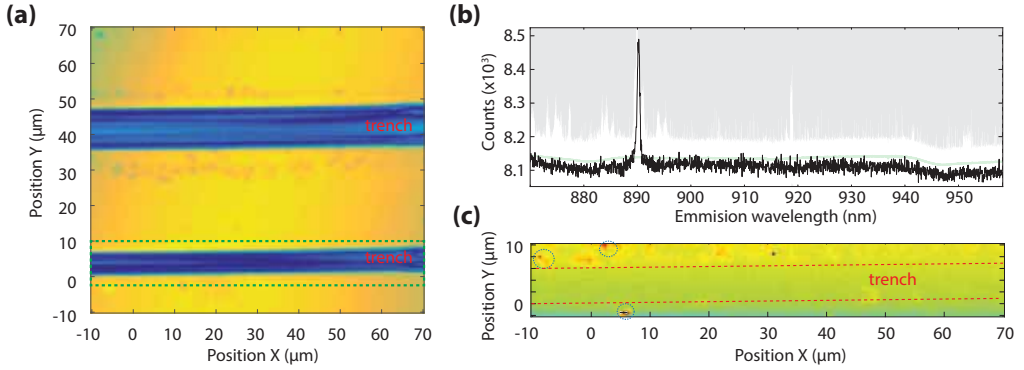 (a)
70
60
50
40
30
20
10
0
-10
Position Y (μm)
trench
trench
-10 0 10 20 30 40 50 60 70
Position X (μm)
(b)
8.5
8.3
8.2
8.1
Counts (x10³)
880 890 900 910 920 930 940 950
Emmision wavelength (nm)
(c)
10
0
Position Y (μm)
trench
-10 0 10 20 30 40 50 60 70
Position X (μm)